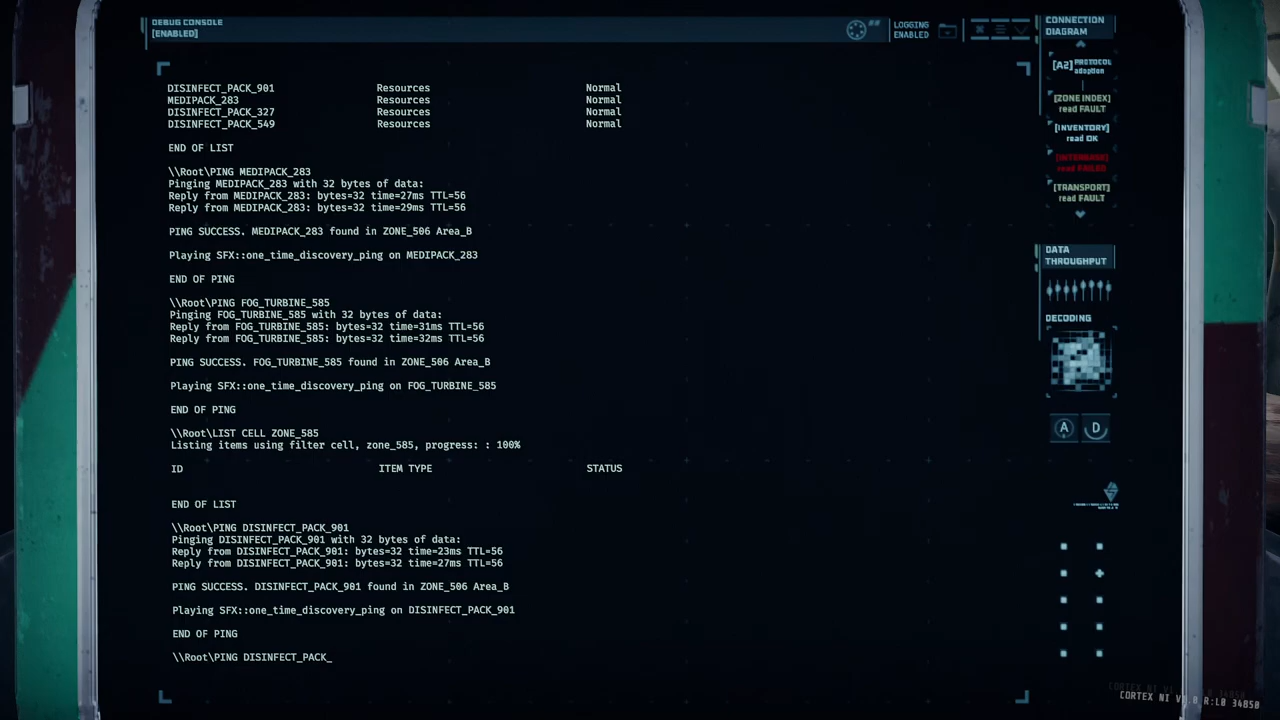 DEBUG CONSOLE
[ENABLED]
LOGGING
ENABLED
DISINFECT_PACK_901 Resources Normal
MEDIPACK_283 Resources Normal
DISINFECT_PACK_327 Resources Normal
DISINFECT_PACK_549 Resources Normal
END OF LIST
\\Root\PING MEDIPACK_283
Pinging MEDIPACK_283 with 32 bytes of data:
Reply from MEDIPACK_283: bytes=32 time=27ms TTL=56
Reply from MEDIPACK_283: bytes=32 time=29ms TTL=56
PING SUCCESS. MEDIPACK_283 found in ZONE_506 Area_B
Playing SFX::one_time_discovery_ping on MEDIPACK_283
END OF PING
\\Root\PING FOG_TURBINE_585
Pinging FOG_TURBINE_585 with 32 bytes of data:
Reply from FOG_TURBINE_585: bytes=32 time=31ms TTL=56
Reply from FOG_TURBINE_585: bytes=32 time=32ms TTL=56
PING SUCCESS. FOG_TURBINE_585 found in ZONE_506 Area_B
Playing SFX::one_time_discovery_ping on FOG_TURBINE_585
END OF PING
\\Root\LIST CELL ZONE_585
Listing items using filter cell, zone_585, progress: : 100%
ID ITEM TYPE STATUS
END OF LIST
\\Root\PING DISINFECT_PACK_901
Pinging DISINFECT_PACK_901 with 32 bytes of data:
Reply from DISINFECT_PACK_901: bytes=32 time=23ms TTL=56
Reply from DISINFECT_PACK_901: bytes=32 time=27ms TTL=56
PING SUCCESS. DISINFECT_PACK_901 found in ZONE_506 Area_B
Playing SFX::one_time_discovery_ping on DISINFECT_PACK_901
END OF PING
\\Root\PING DISINFECT_PACK_
CONNECTION
DIAGRAM
[A2] PROTOCOL
adaption
[ZONE INDEX]
read FAULT
[INVENTORY]
read OK
read FAILED
[TRANSPORT]
read FAULT
DATA
THROUGHPUT
DECODING
A D
CORTEX NI V1.0 R:L0 34850